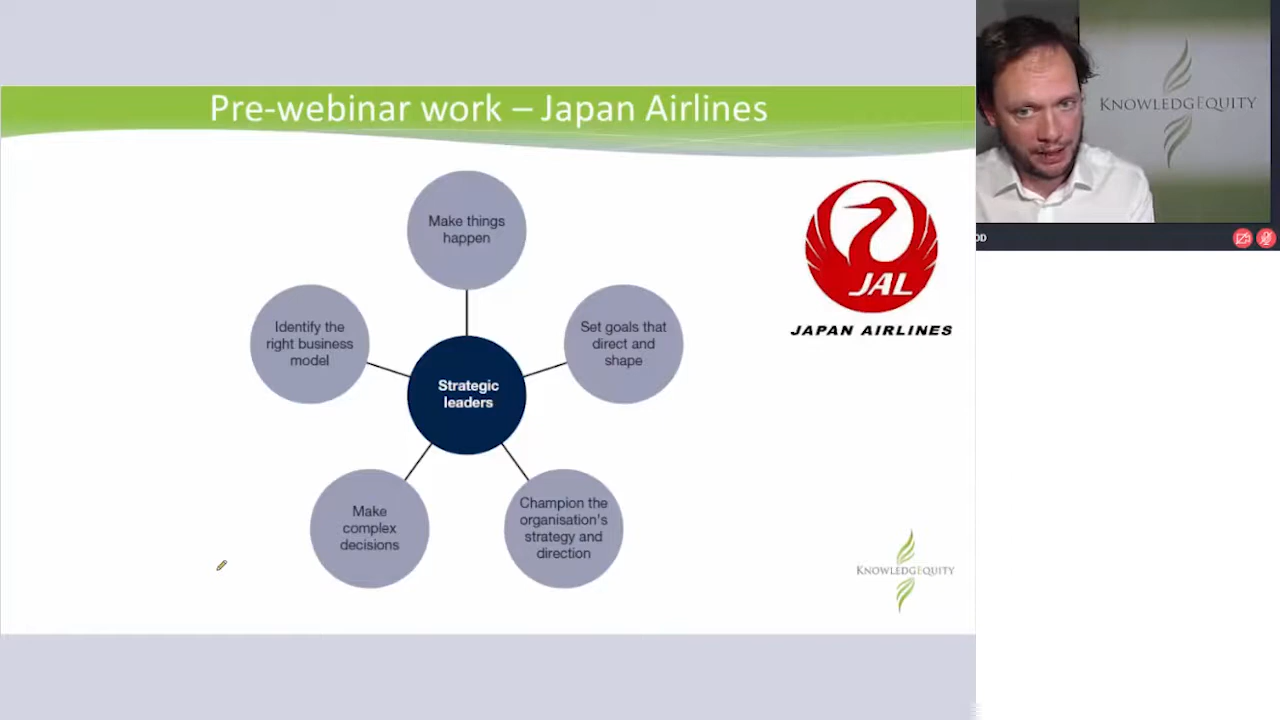 Pre-webinar work – Japan Airlines
Make things
happen
Identify the
right business
model
Set goals that
direct and
shape
Strategic
leaders
Make
complex
decisions
Champion the
organisation's
strategy and
direction
JAL
JAPAN AIRLINES
KNOWLEDGEQUITY
KNOWLEDGEQUITY
OD